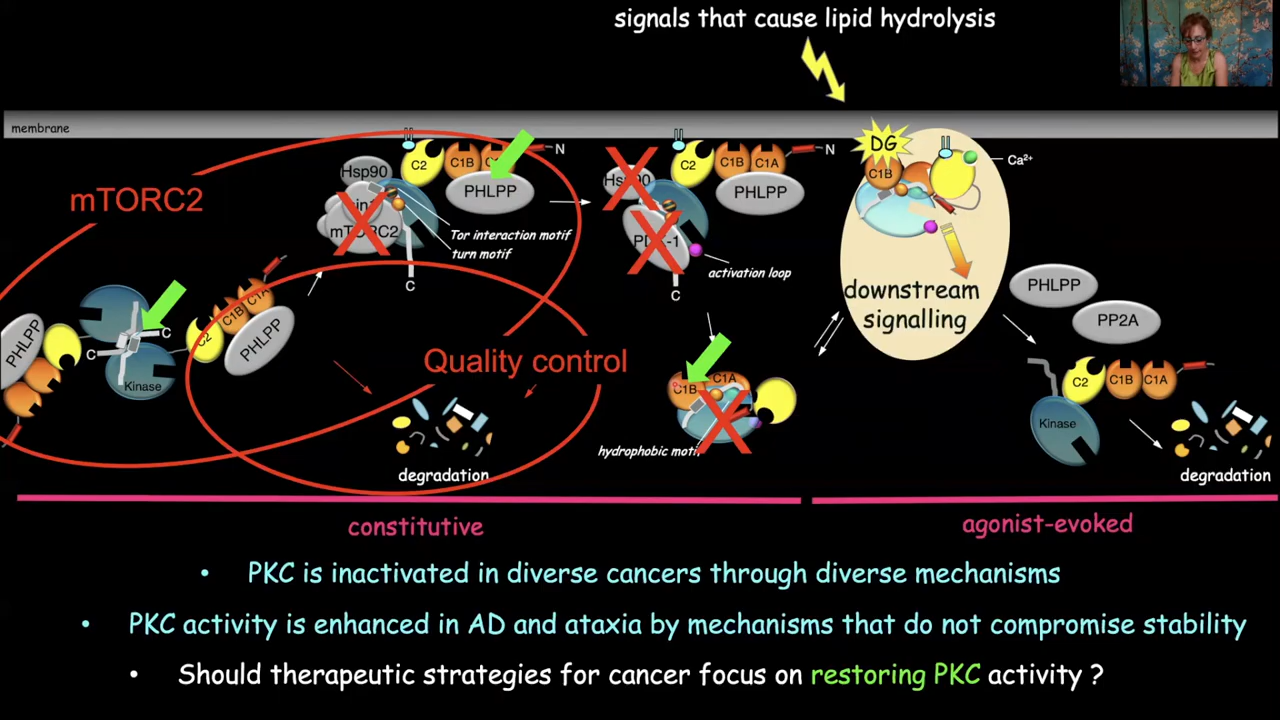 signals that cause lipid hydrolysis
membrane
mTORC2
Hsp90
C2
C1B
N
PHLPP
mTORC2
Tor interaction motif
turn motif
C
C2
C1B
C1A
N
PHLPP
activation loop
C
DG
C1B
Ca²⁺
downstream
signalling
PHLPP
PP2A
PHLPP
C
C
Kinase
C2
C1B
C1A
PHLPP
Quality control
C1B
C1A
hydrophobic motif
C2
C1B
C1A
Kinase
degradation
degradation
constitutive
agonist-evoked
• PKC is inactivated in diverse cancers through diverse mechanisms
• PKC activity is enhanced in AD and ataxia by mechanisms that do not compromise stability
• Should therapeutic strategies for cancer focus on restoring PKC activity ?